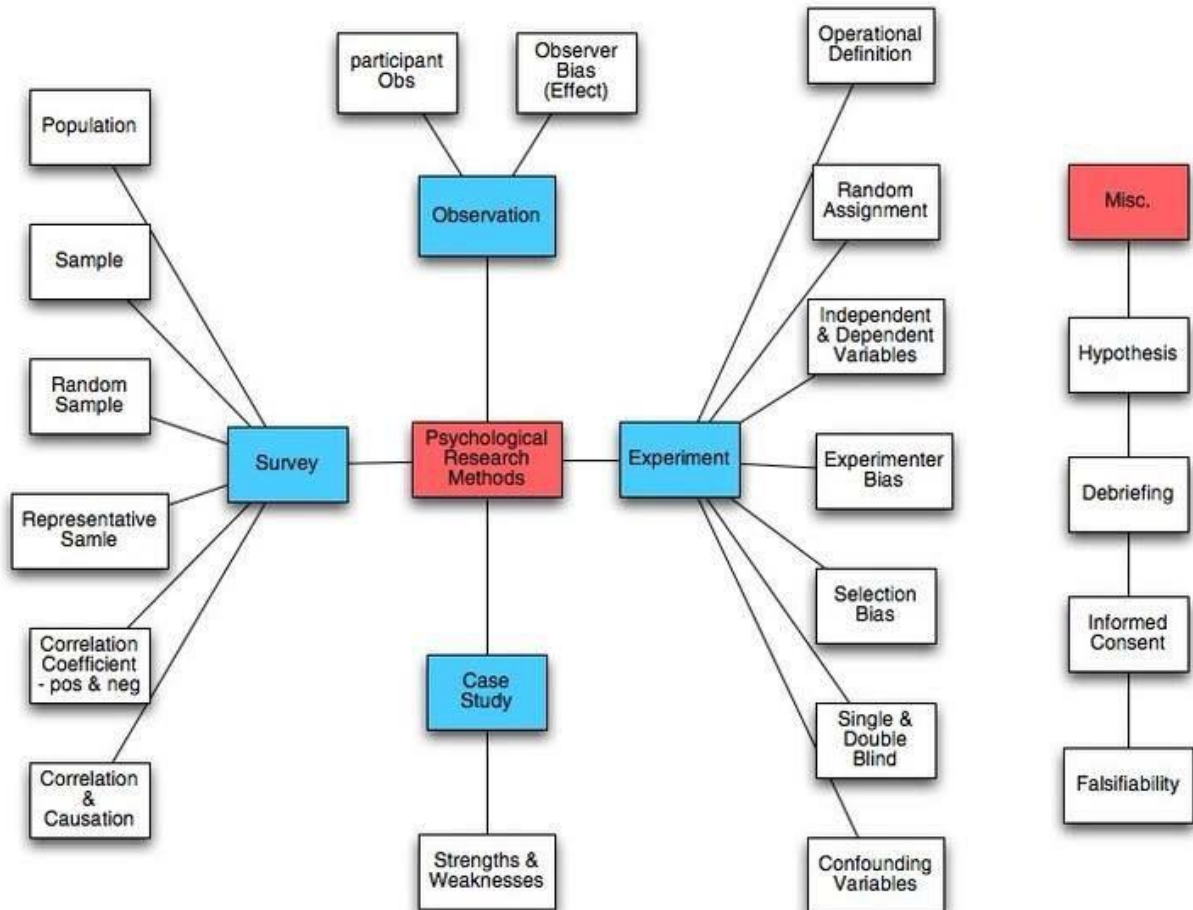 participant
Obs
Observer
Bias
(Effect)
Operational
Definition
Population
Observation
Random
Assignment
Misc.
Sample
Independent
& Dependent
Variables
Hypothesis
Random
Sample
Survey
Psychological
Research
Methods
Experiment
Experimenter
Bias
Debriefing
Representative
Samle
Selection
Bias
Informed
Consent
Correlation
Coefficient
- pos & neg
Case
Study
Single &
Double
Blind
Falsifiability
Correlation
&
Causation
Strengths &
Weaknesses
Confounding
Variables